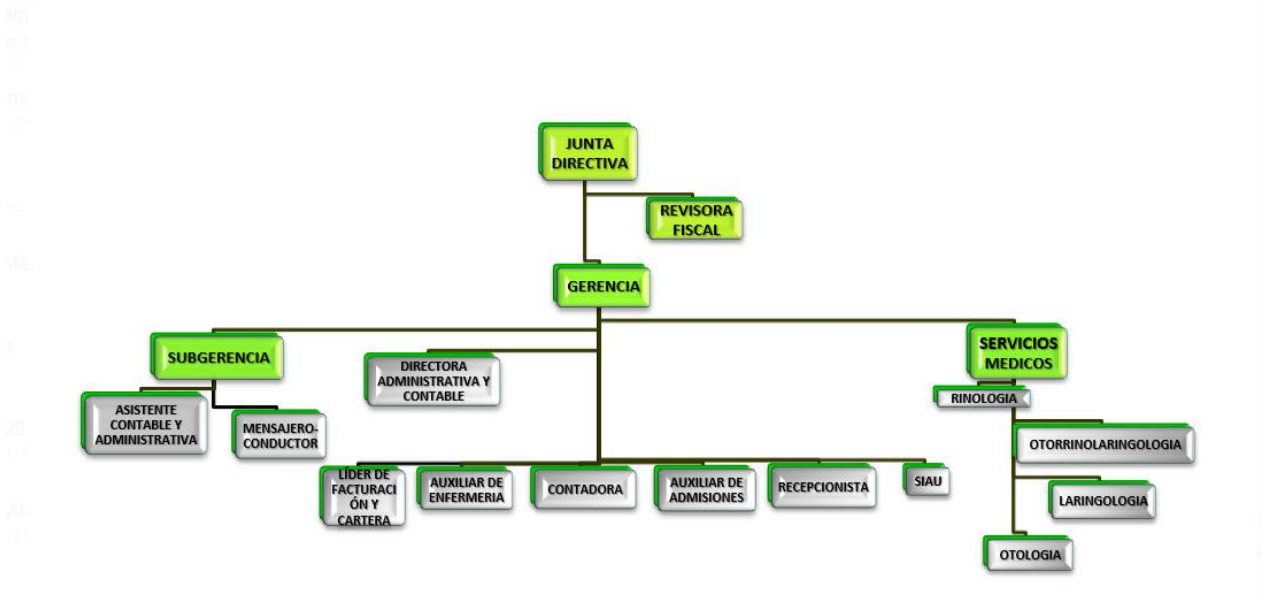 JUNTA
DIRECTIVA
REVISORA
FISCAL
GERENCIA
SUBGERENCIA
SERVICIOS
MEDICOS
DIRECTORA
ADMINISTRATIVA Y
CONTABLE
RINOLOGIA
ASISTENTE
CONTABLE Y
ADMINISTRATIVA
MENSAJERO-
CONDUCTOR
OTORRINOLARINGOLOGIA
LÍDER DE
FACTURACI
ÓN Y
CARTERA
AUXILIAR DE
ENFERMERIA
CONTADORA
AUXILIAR DE
ADMISIONES
RECEPCIONISTA
SIAU
LARINGOLOGIA
OTOLOGIA